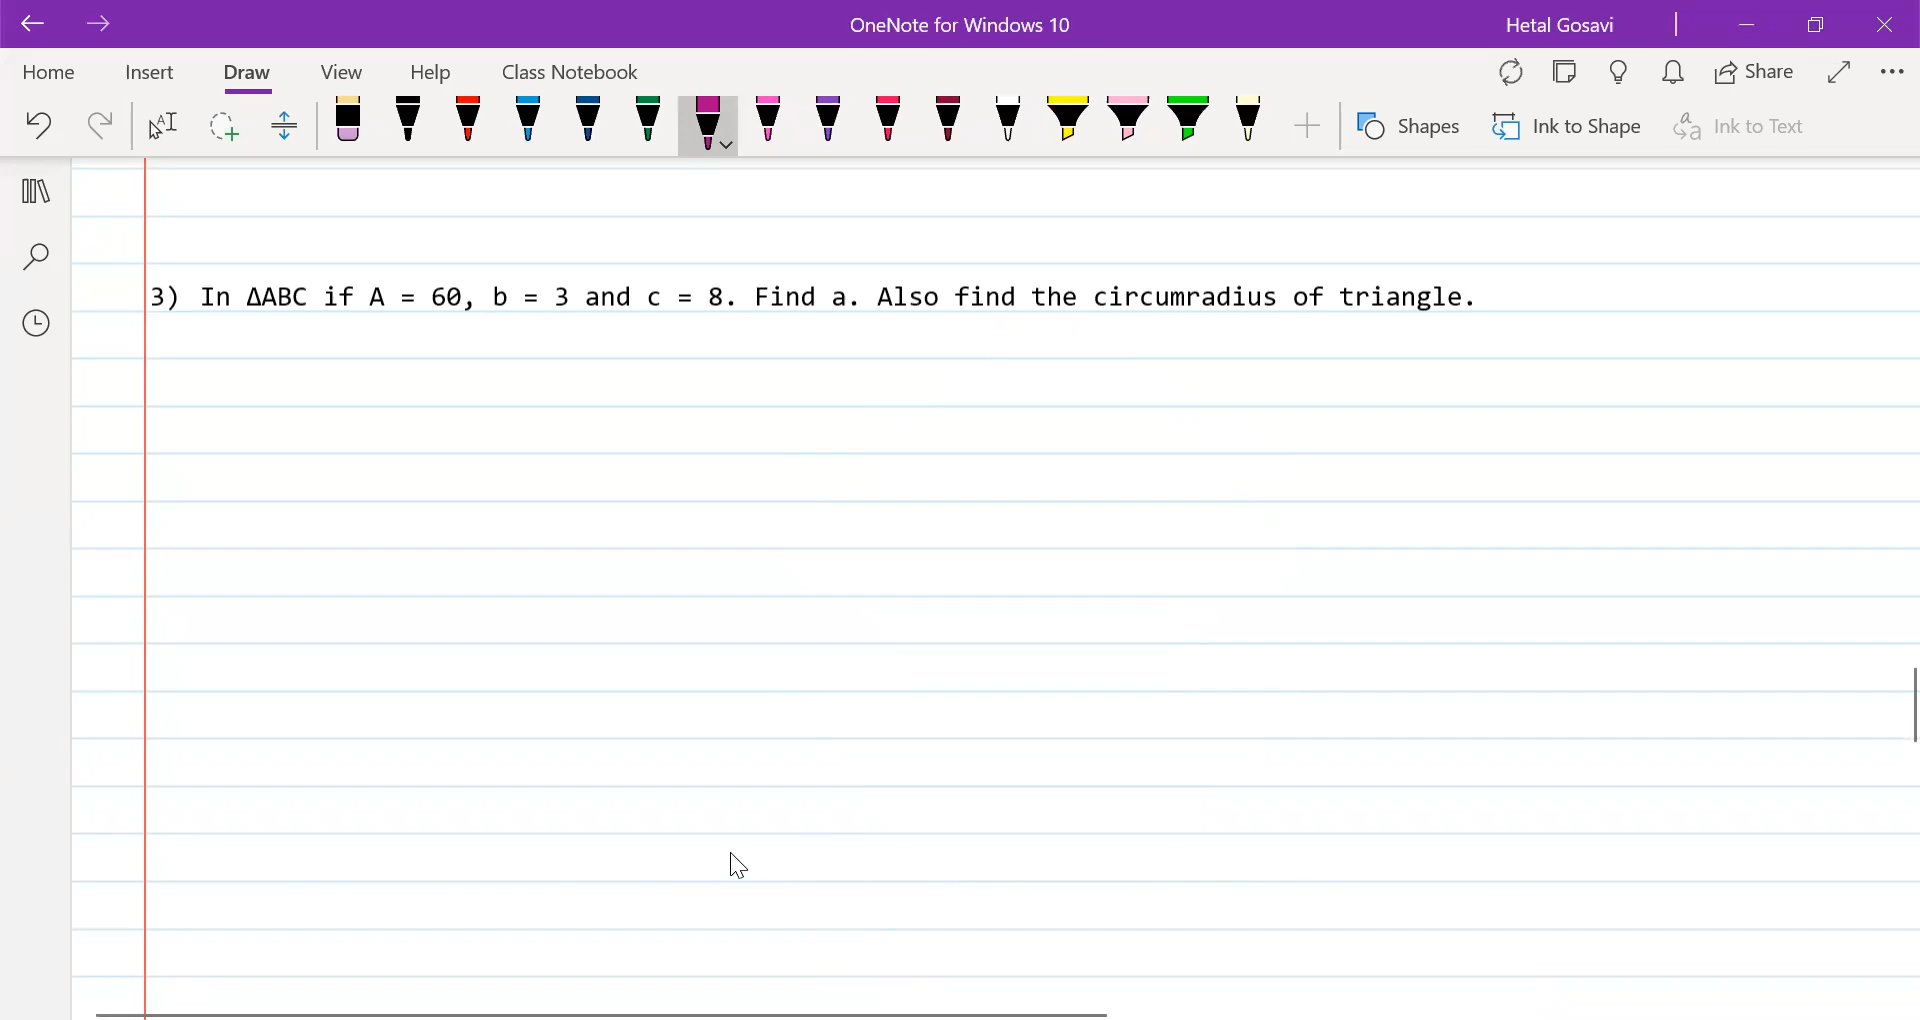 OneNote for Windows 10
Hetal Gosavi
Home Insert Draw View Help Class Notebook
Share
Shapes
Ink to Shape
Ink to Text
3) In ΔABC if A = 60, b = 3 and c = 8. Find a. Also find the circumradius of triangle.